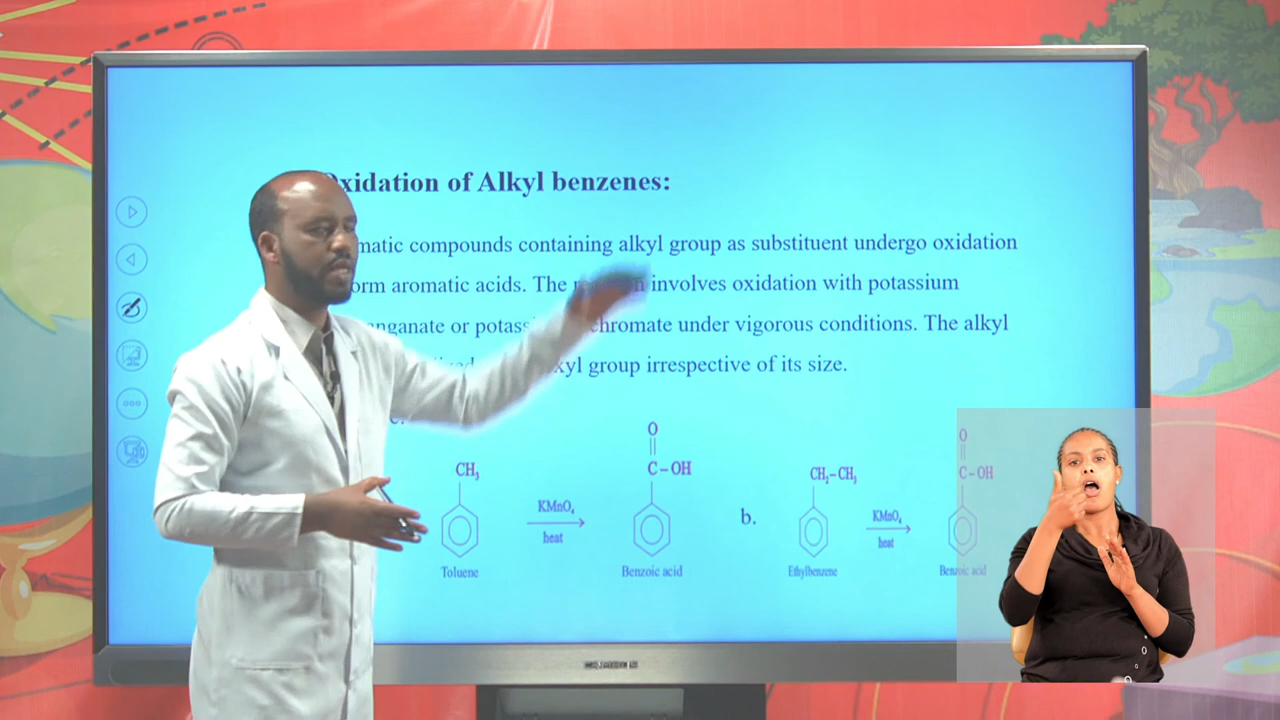 Oxidation of Alkyl benzenes:
matic compounds containing alkyl group as substituent undergo oxidation
orm aromatic acids. The involves oxidation with potassium
anganate or potass chromate under vigorous conditions. The alkyl
xyl group irrespective of its size.
CH₃
KMnO₄
heat
O
C-OH
Toluene
Benzoic acid
b.
CH₂-CH₃
KMnO₄
heat
O
C-OH
Ethylbenzene
Benzoic acid